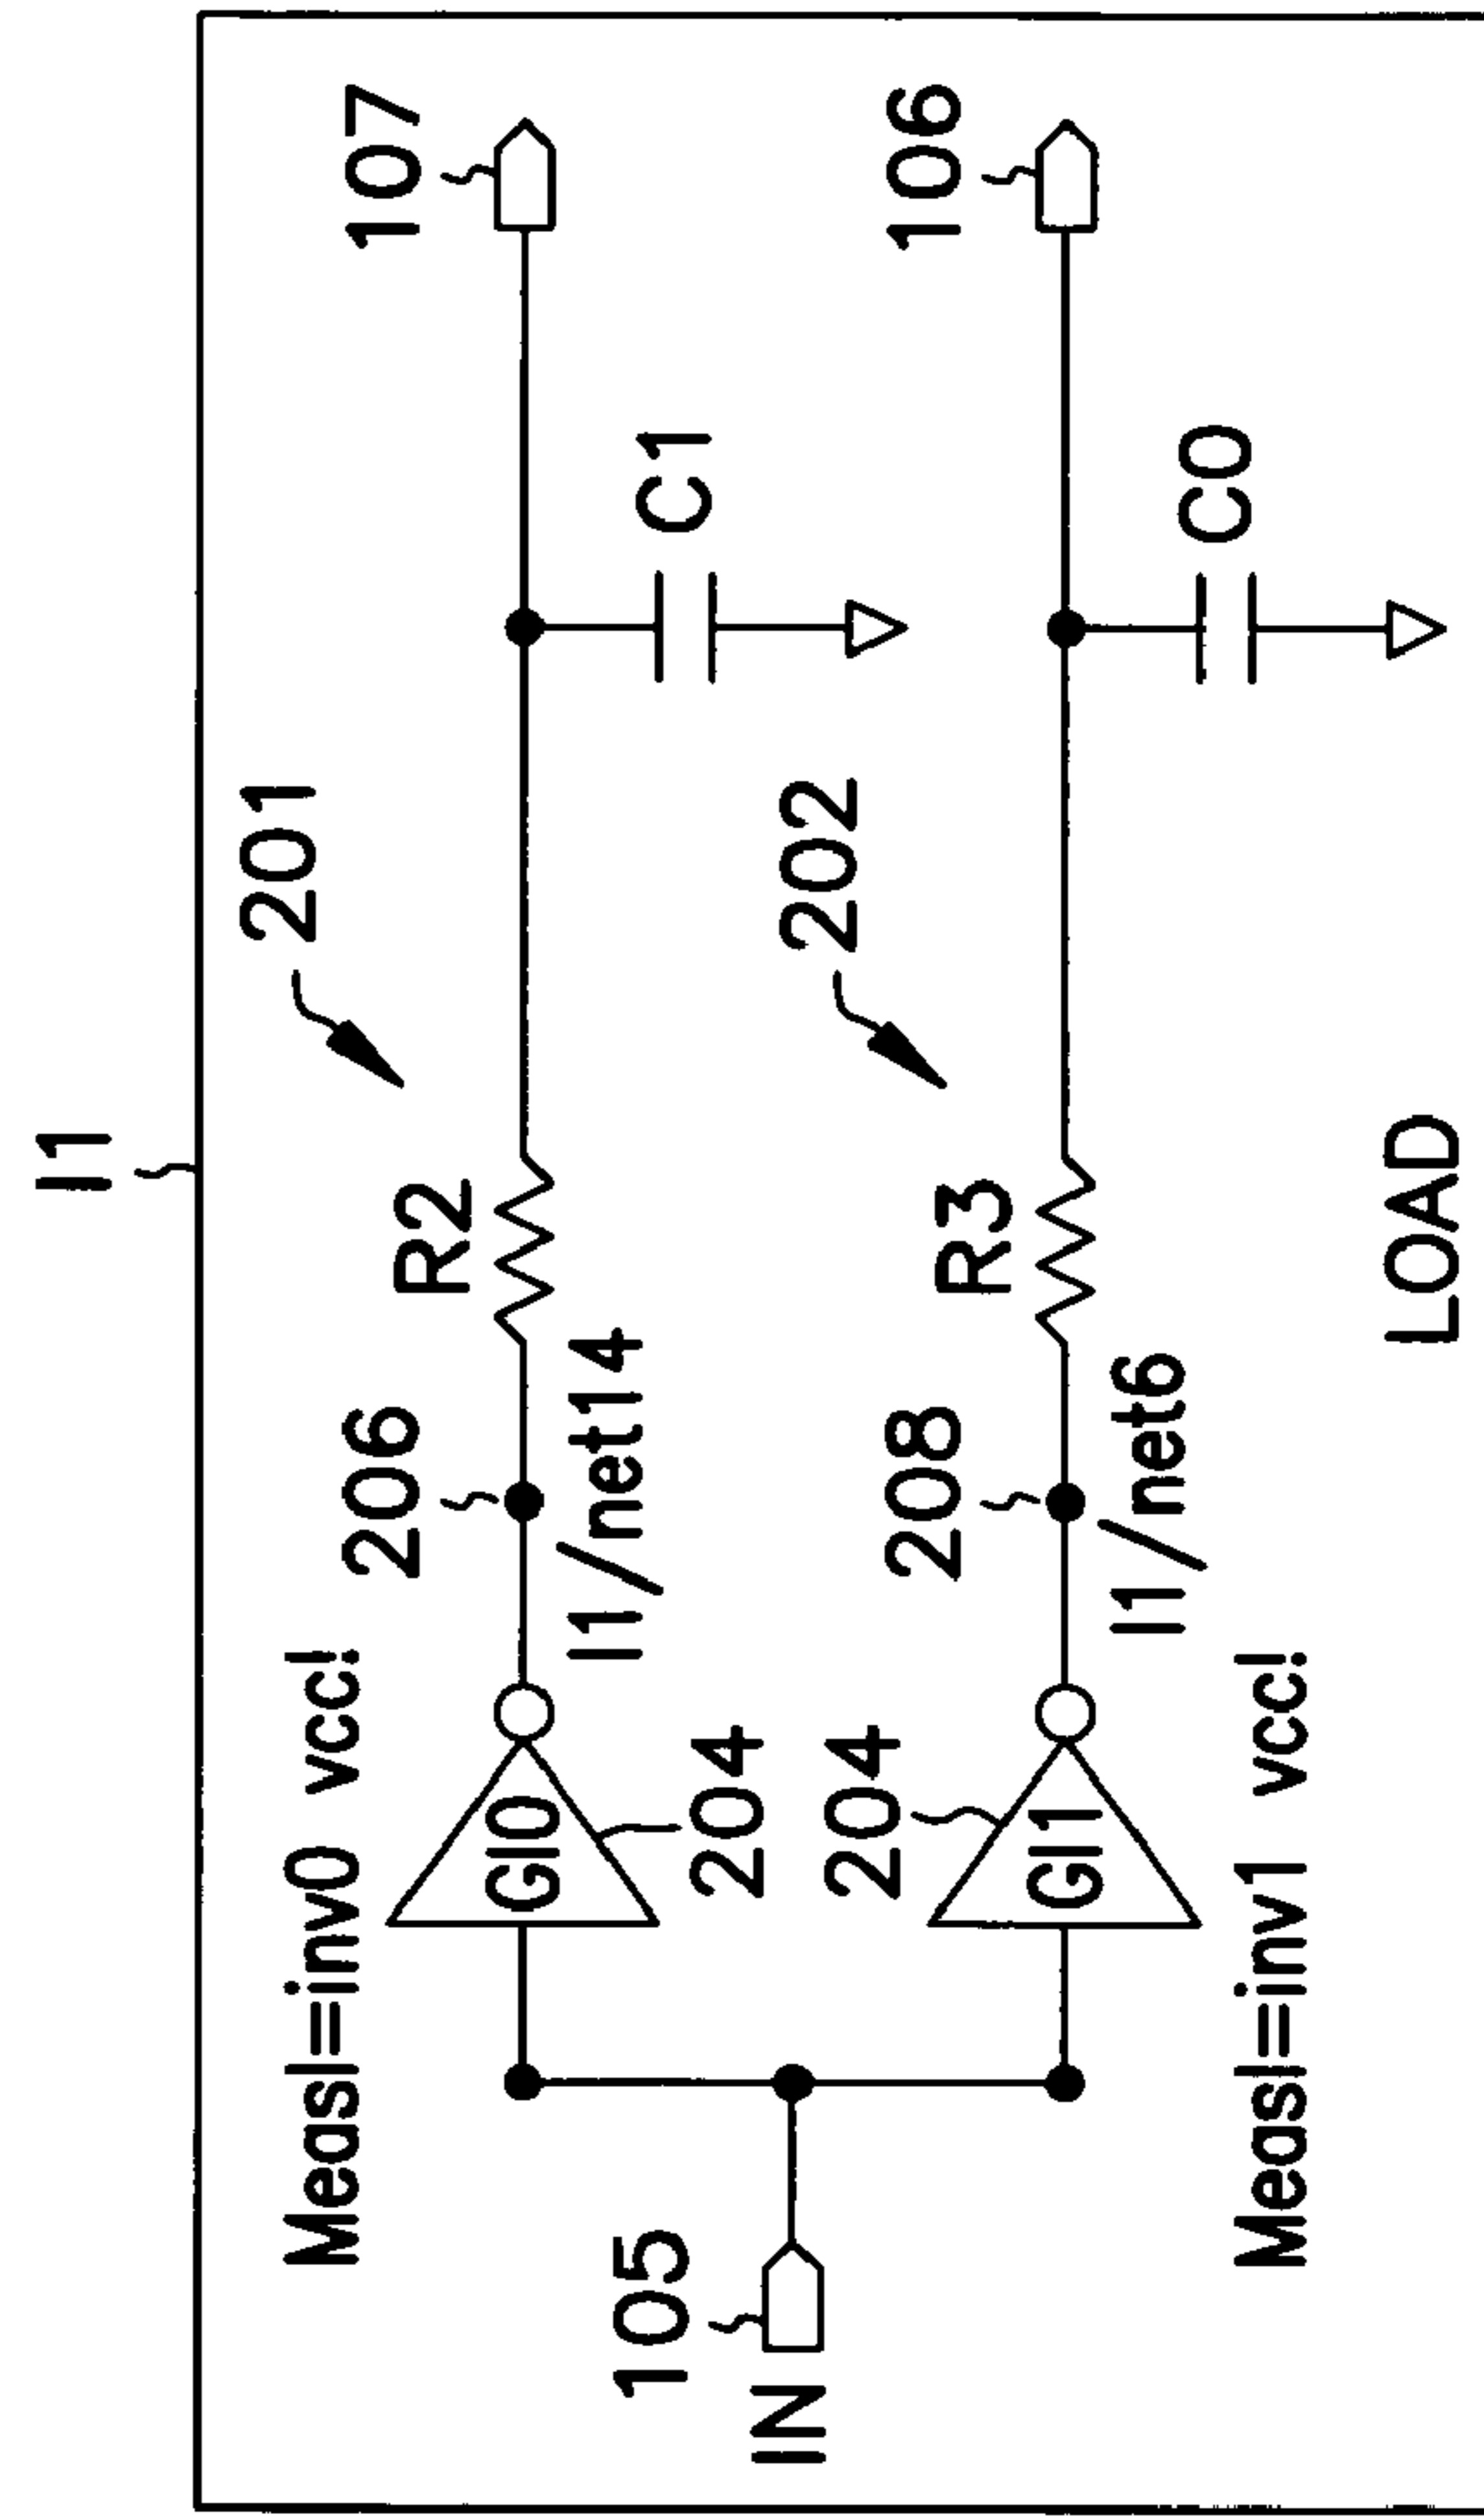 I1
201
107
MeasI=inv0 vcc!
206
R2
GI0
I1/net14
C1
204
105
IN
204
202
106
208
R3
GI1
I1/net6
C0
MeasI=inv1 vcc!
LOAD